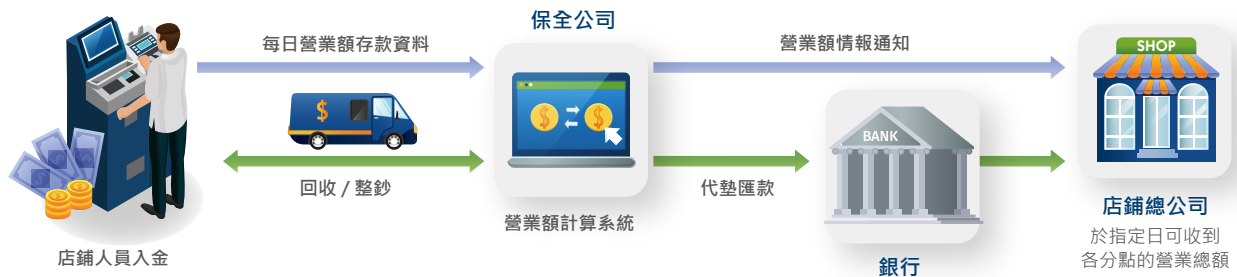 保全公司
每日營業額存款資料
營業額情報通知
SHOP
$
$ $
BANK
回收 / 整鈔
代墊匯款
營業額計算系統
店鋪總公司
於指定日可收到
各分點的營業總額
店鋪人員入金
銀行